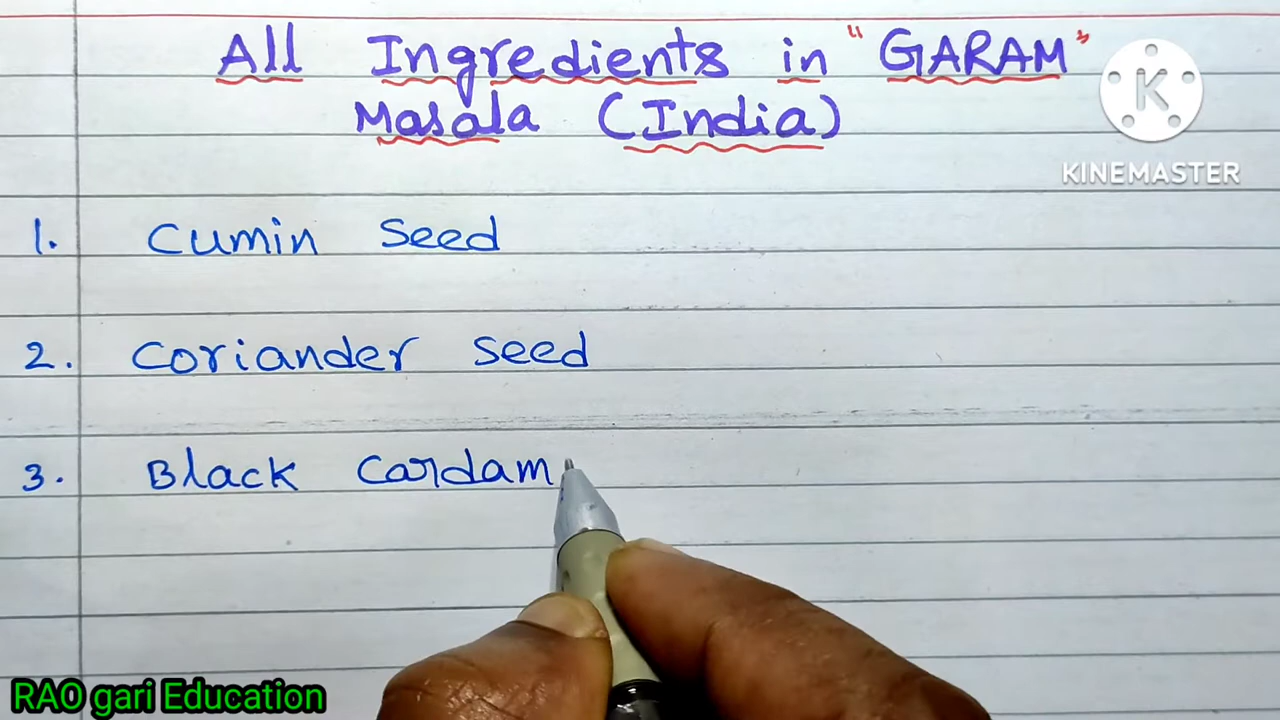 All Ingredients in "GARAM"
Masala (India)
KINEMASTER
1. Cumin Seed
2. Coriander Seed
3. Black Cardam
RAO gari Education